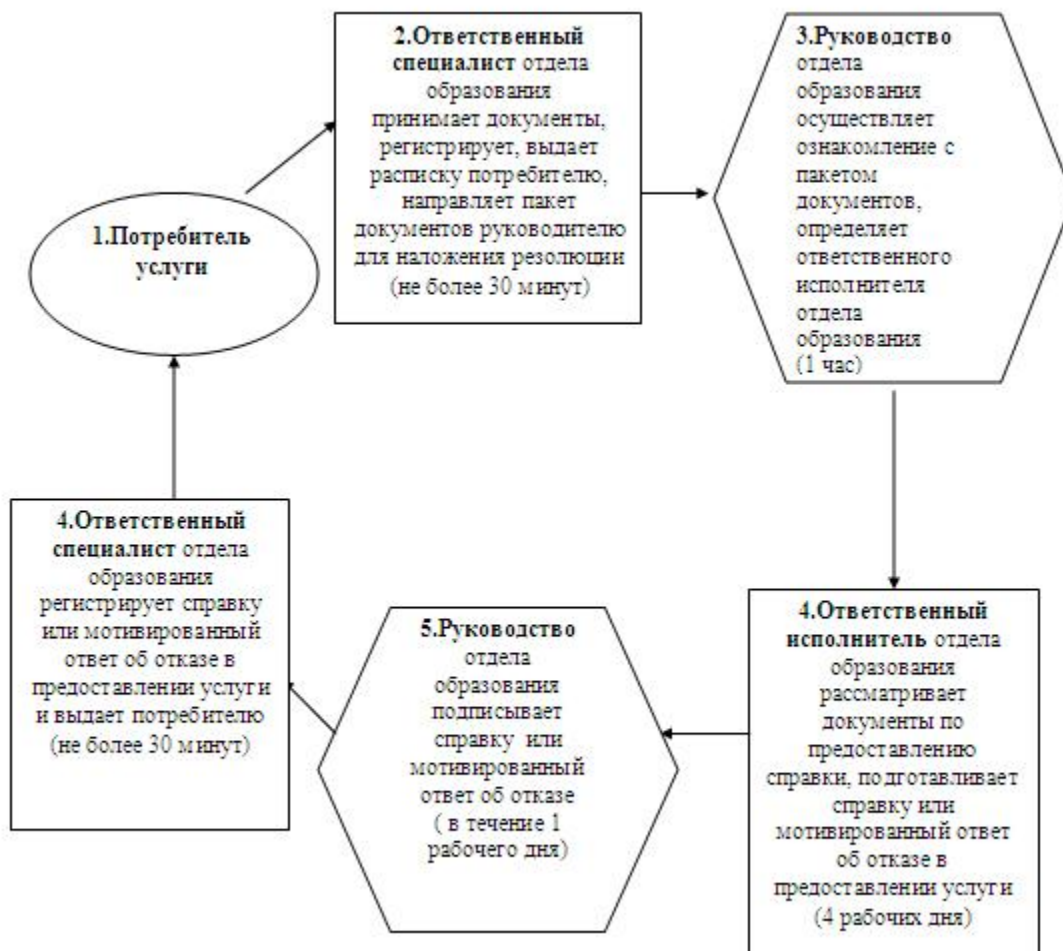 1.Потребитель
услуги
2.Ответственный
специалист отдела
образования
принимает документы,
регистрирует, выдает
расписку потребителю,
направляет пакет
документов руководителю
для наложения резолюции
(не более 30 минут)
3.Руководство
отдела
образования
осуществляет
ознакомление с
пакетом
документов,
определяет
ответственного
исполнителя
отдела
образования
(1 час)
4.Ответственный
исполнитель отдела
образования
рассматривает
документы по
предоставлению
справки, подготавливает
справку или
мотивированный ответ
об отказе в
предоставлении услуги
(4 рабочих дня)
5.Руководство
отдела
образования
подписывает
справку или
мотивированный
ответ об отказе
( в течение 1
рабочего дня)
4.Ответственный
специалист отдела
образования
регистрирует справку
или мотивированный
ответ об отказе в
предоставлении услуги
и выдает потребителю
(не более 30 минут)